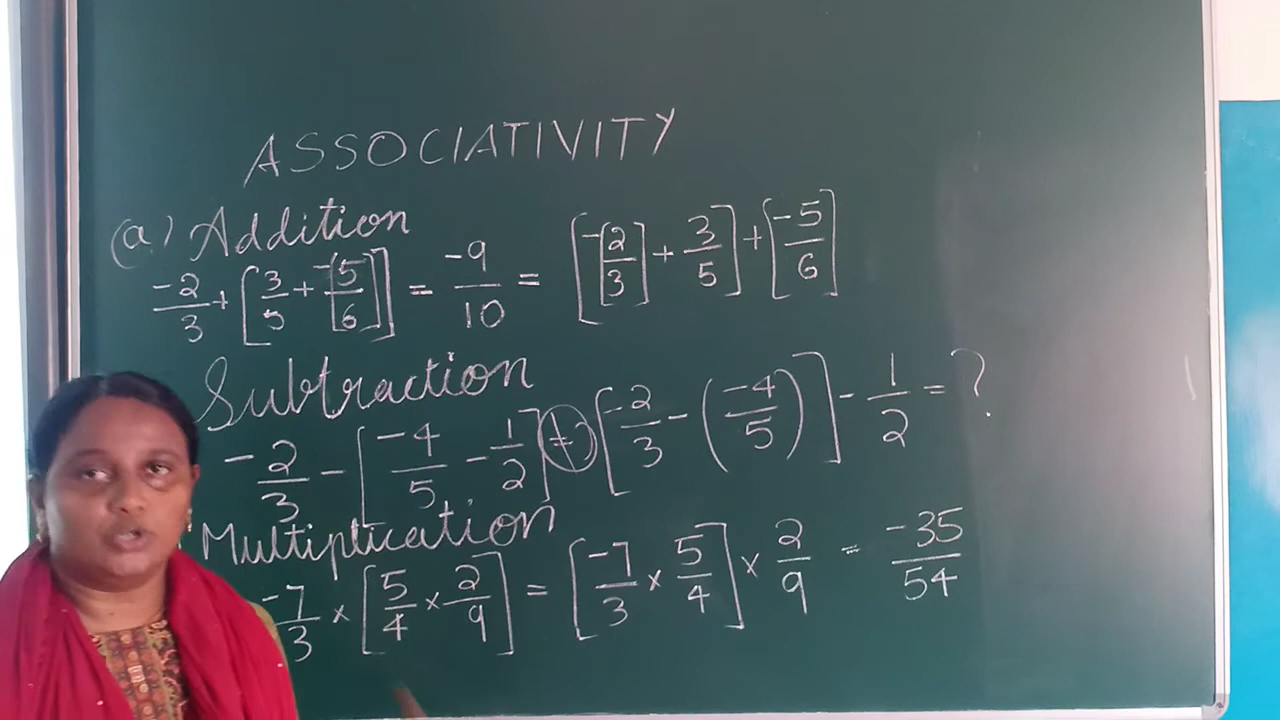 ASSOCIATIVITY
(a) Addition
-2/3 + [3/5 + (-5/6)] = -9/10 = [-[2/3] + 3/5] + [-5/6]
Subtraction
-2/3 - [-4/5 - 1/2] ≠ [-2/3 - (-4/5)] - 1/2 = ?
Multiplication
-7/3 × [5/4 × 2/9] = [-7/3 × 5/4] × 2/9 = -35/54